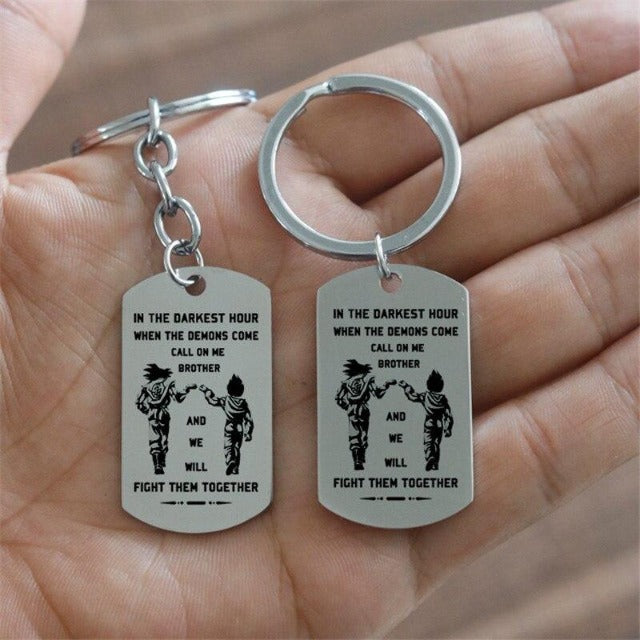 IN THE DARKEST HOUR
WHEN THE DEMONS COME
CALL ON ME
BROTHER
AND
WE
WILL
FIGHT THEM TOGETHER
IN THE DARKEST HOUR
WHEN THE DEMONS COME
CALL ON ME
BROTHER
AND
WE
WILL
FIGHT THEM TOGETHER